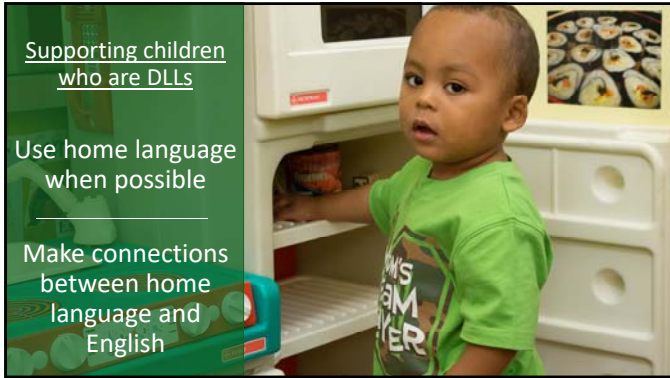 Supporting children
who are DLLs
Use home language
when possible
Make connections
between home
language and
English